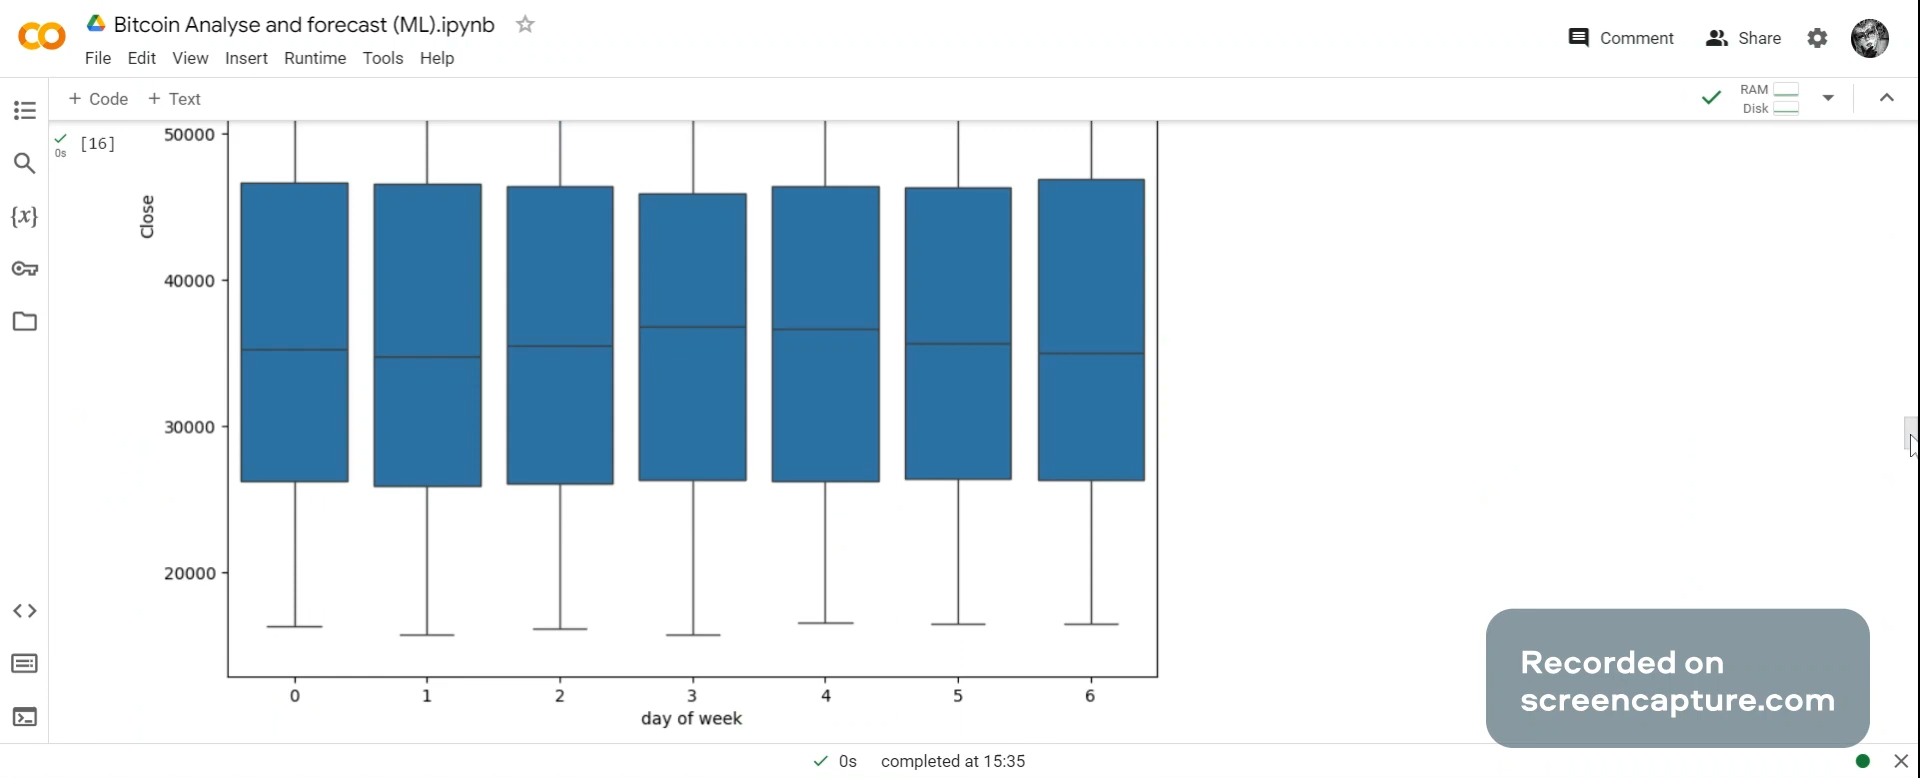 Bitcoin Analyse and forecast (ML).ipynb
File Edit View Insert Runtime Tools Help
Comment
Share
+ Code + Text
RAM
Disk
[16]
0s
50000
40000
30000
20000
Close
0 1 2 3 4 5 6
day of week
{x}
Recorded on
screencapture.com
0s completed at 15:35